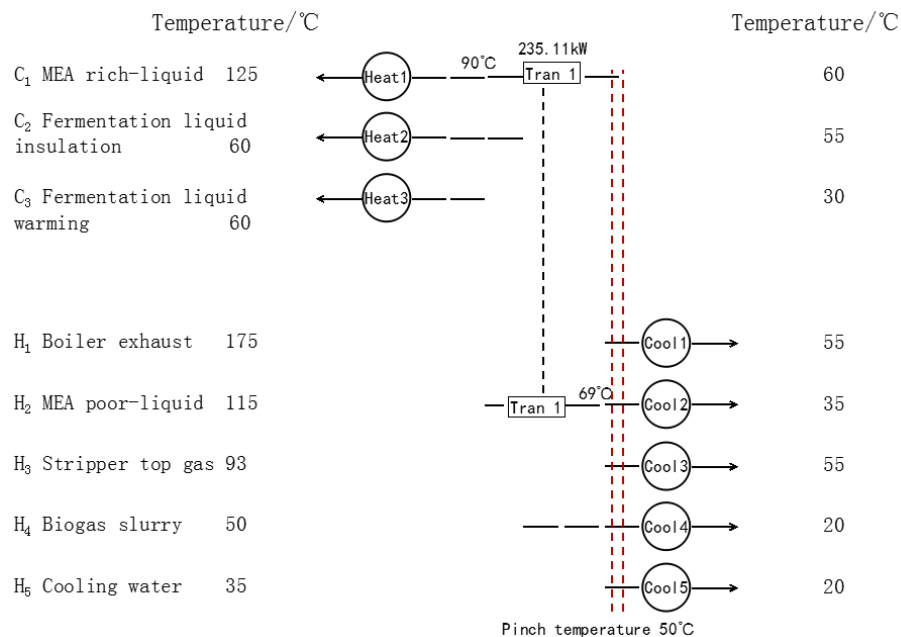 Temperature/℃ Temperature/℃
235.11kW
C₁ MEA rich-liquid 125 Heat1 90℃ Tran 1 60
C₂ Fermentation liquid
insulation 60 Heat2 55
C₃ Fermentation liquid
warming 60 Heat3 30
H₁ Boiler exhaust 175 Cool1 55
H₂ MEA poor-liquid 115 Tran 1 69℃ Cool2 35
H₃ Stripper top gas 93 Cool3 55
H₄ Biogas slurry 50 Cool4 20
H₅ Cooling water 35 Cool5 20
Pinch temperature 50℃